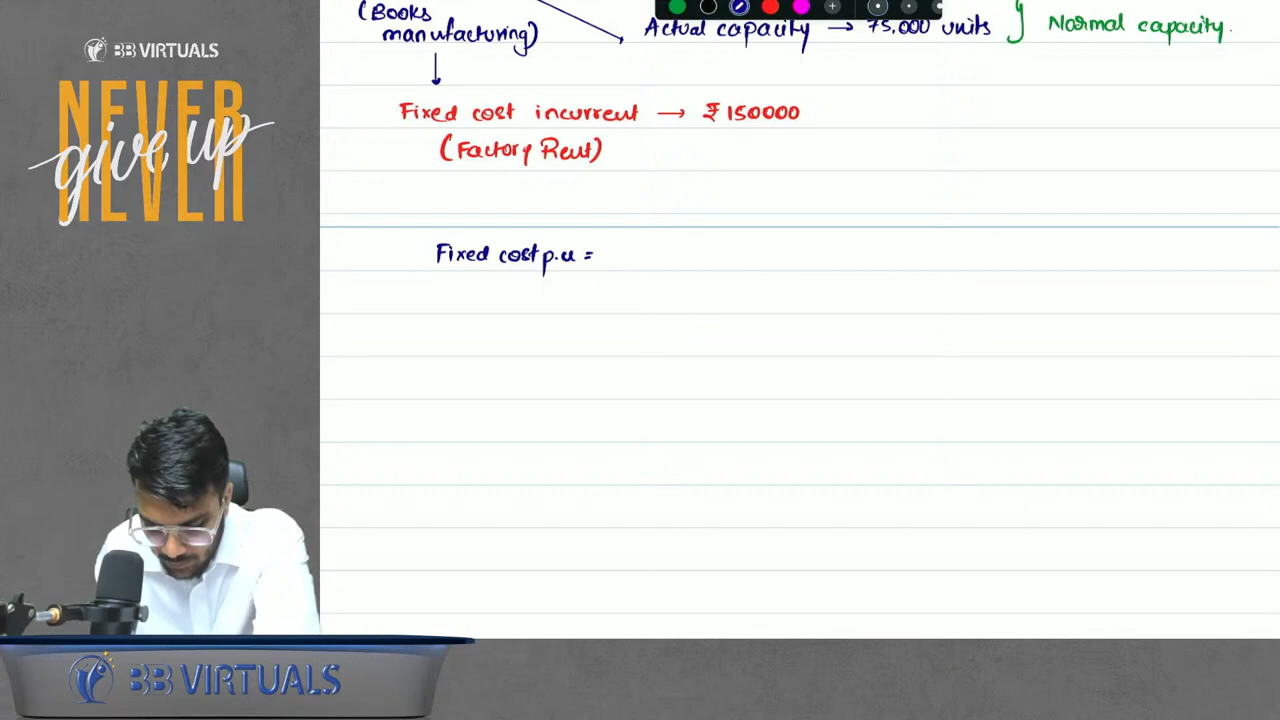 BB VIRTUALS
NEVER
give up
NEVER
(Books
manufacturing)
Actual capacity → 75,000 units } Normal capacity.
↓
Fixed cost incurrent → ₹150000
(Factory Rent)
Fixed cost p.u =
BB VIRTUALS